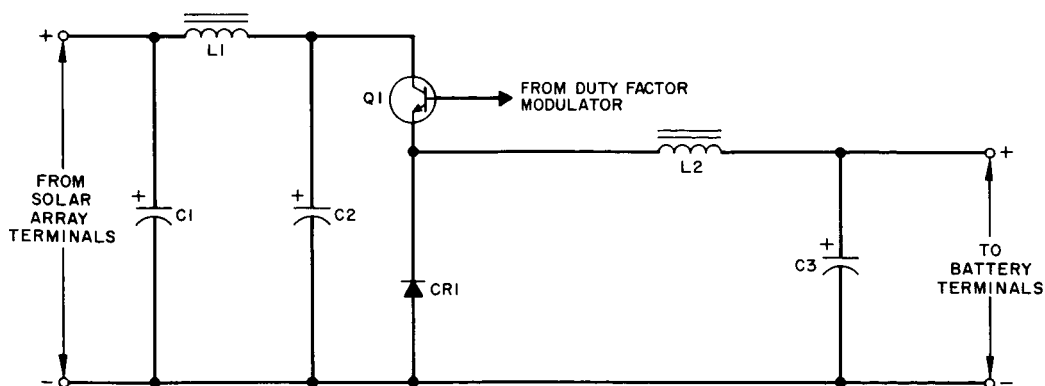 +
L1
Q1
FROM DUTY FACTOR
MODULATOR
+
L2
FROM
SOLAR
ARRAY
TERMINALS
+
C1
+
C2
CR1
+
C3
TO
BATTERY
TERMINALS
-
-